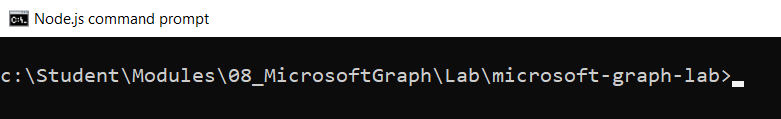 Node.js command prompt
c:\Student\Modules\08_MicrosoftGraph\Lab\microsoft-graph-lab>